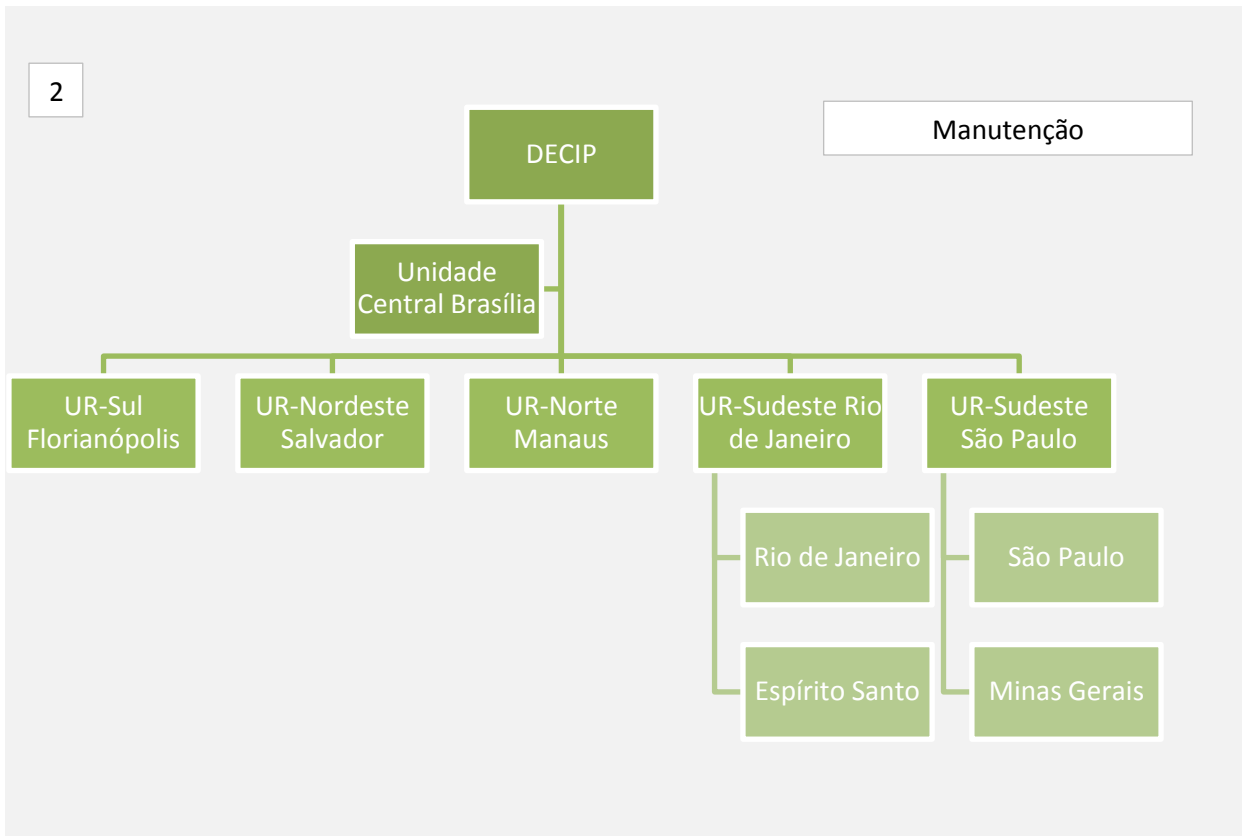 2
Manutenção
DECIP
Unidade
Central Brasília
UR-Sul
Florianópolis
UR-Nordeste
Salvador
UR-Norte
Manaus
UR-Sudeste Rio
de Janeiro
UR-Sudeste
São Paulo
Rio de Janeiro
São Paulo
Espírito Santo
Minas Gerais